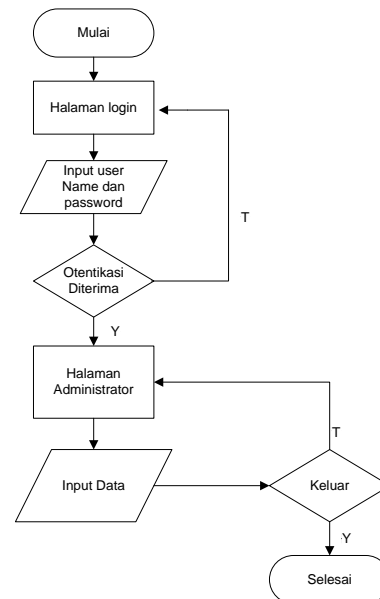 Mulai
Halaman login
Input user
Name dan
password
T
Otentikasi
Diterima
Y
Halaman
Administrator
T
Input Data
Keluar
Y
Selesai